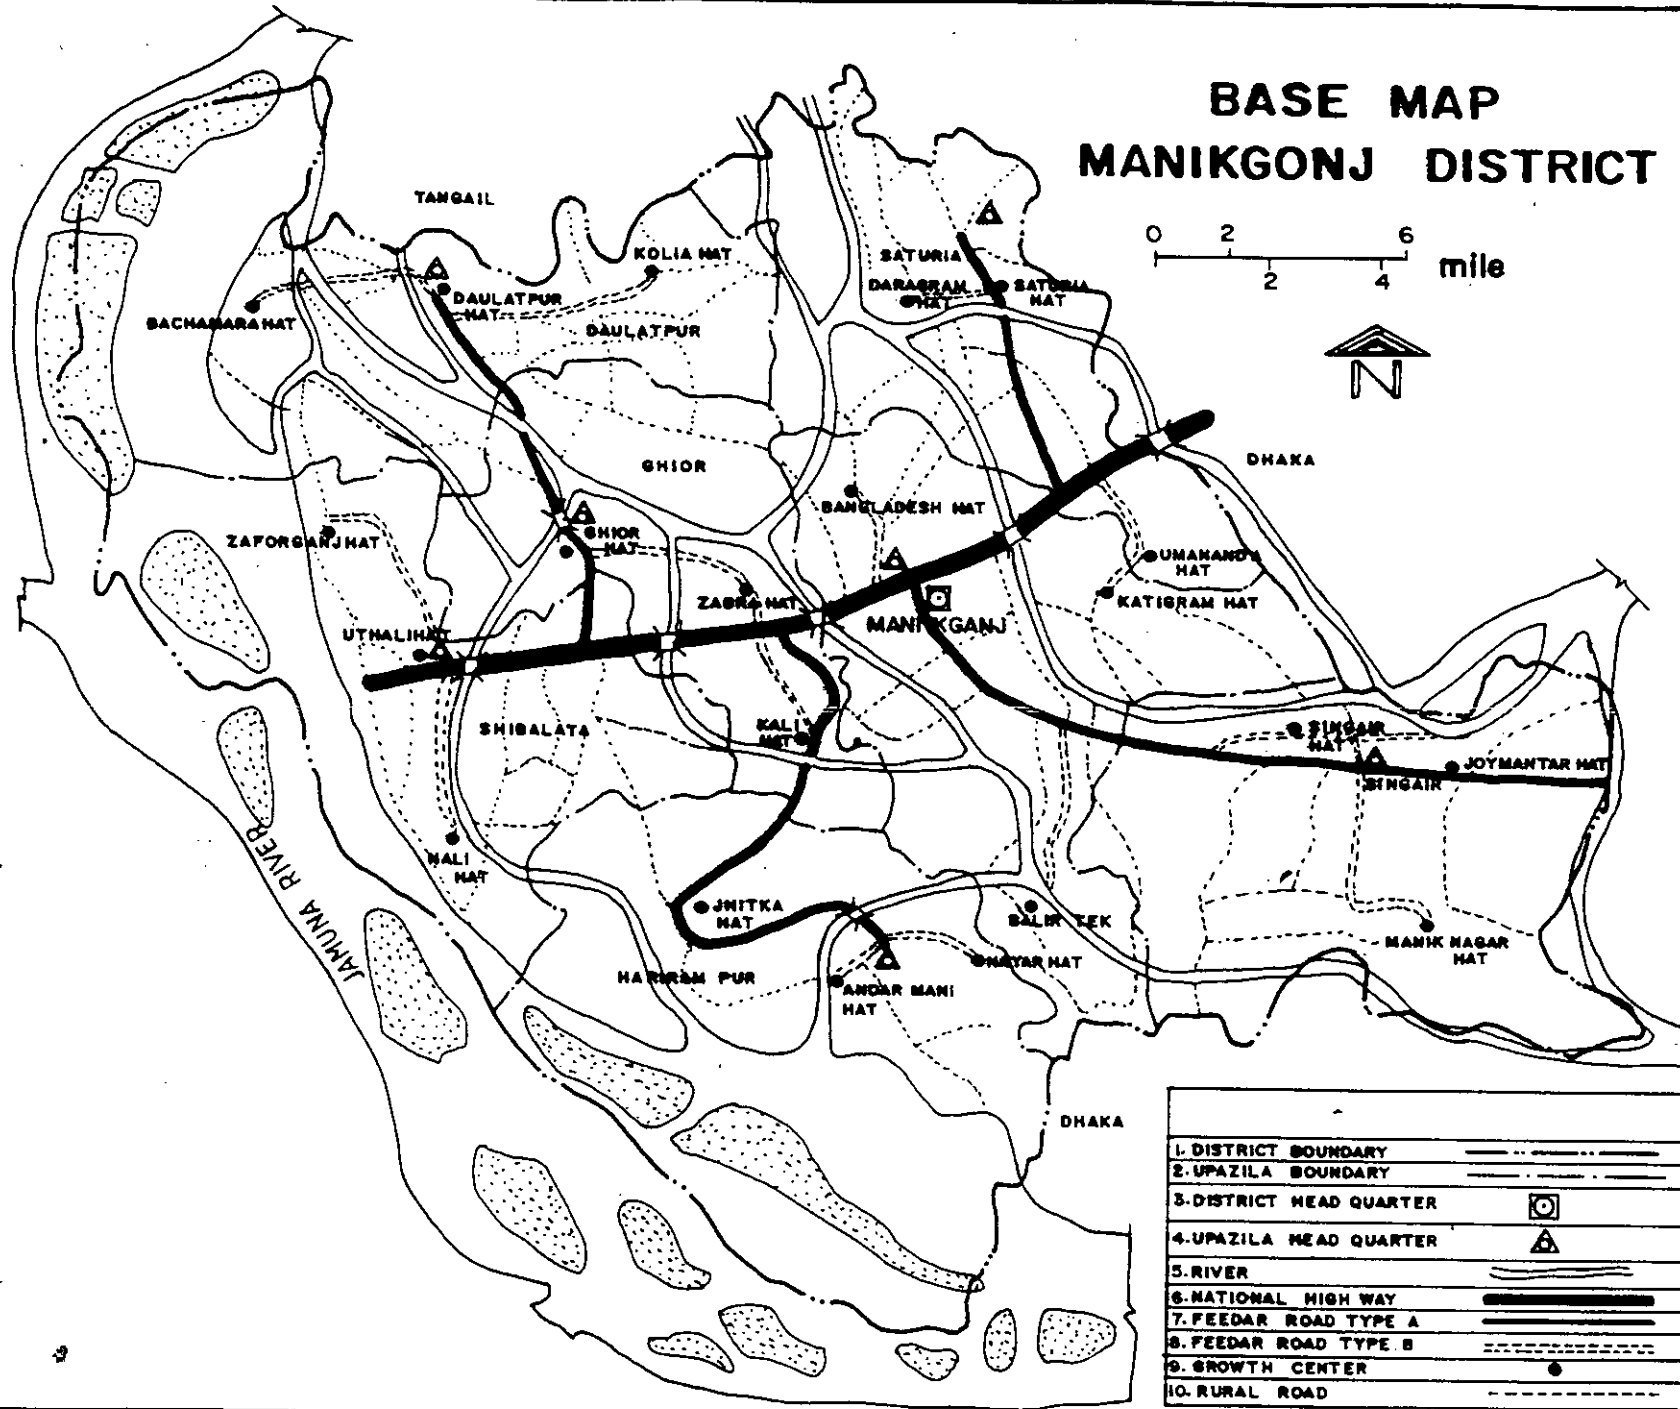 BASE MAP
MANIKGONJ DISTRICT
0 2 6
2 4
mile
N
TANGAIL
KOLIA HAT
SATURIA
DARAGRAM
HAT
SATURIA
HAT
DAULATPUR
HAT
BACHAMARA HAT
DAULATPUR
GHIOR
DHAKA
BANGLADESH HAT
ZAFORGANJ HAT
GHIOR
HAT
UMANANDA
HAT
KATIGRAM HAT
ZABRA HAT
MANIKGANJ
UTHALI HAT
SHIBALATA
KALI
HAT
SINGAIR
HAT
JOYMANTAR HAT
SINGAIR
NALI
HAT
JAMUNA RIVER
JHITKA
HAT
BALIR TEK
MANIK NAGAR
HAT
HARIRAM PUR
NAYAR HAT
ANDAR MANI
HAT
DHAKA
1. DISTRICT BOUNDARY
2. UPAZILA BOUNDARY
3. DISTRICT HEAD QUARTER
4. UPAZILA HEAD QUARTER
5. RIVER
6. NATIONAL HIGH WAY
7. FEEDAR ROAD TYPE A
8. FEEDAR ROAD TYPE B
9. GROWTH CENTER
10. RURAL ROAD